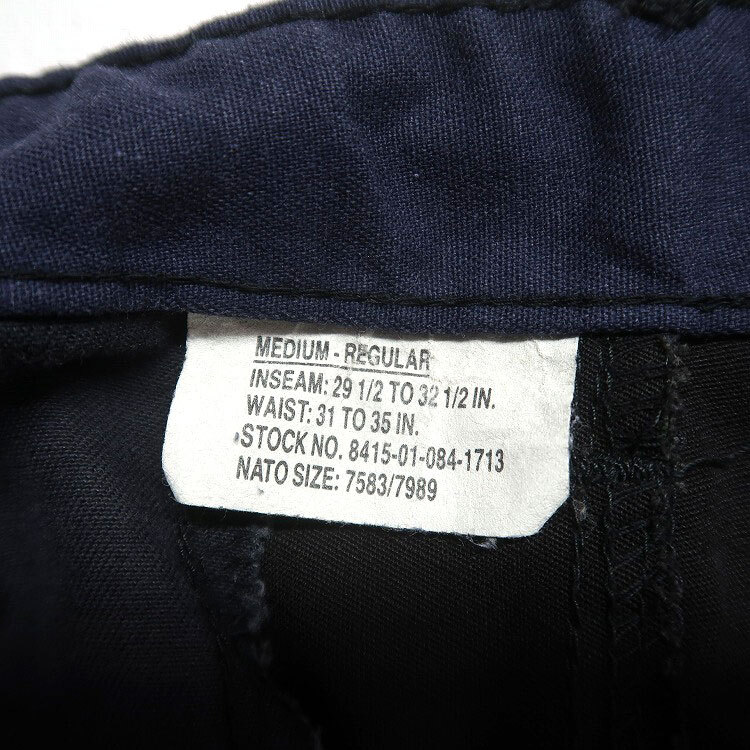 MEDIUM - REGULAR
INSEAM: 29 1/2 TO 32 1/2 IN.
WAIST: 31 TO 35 IN.
STOCK NO. 8415-01-084-1713
NATO SIZE: 7583/7989